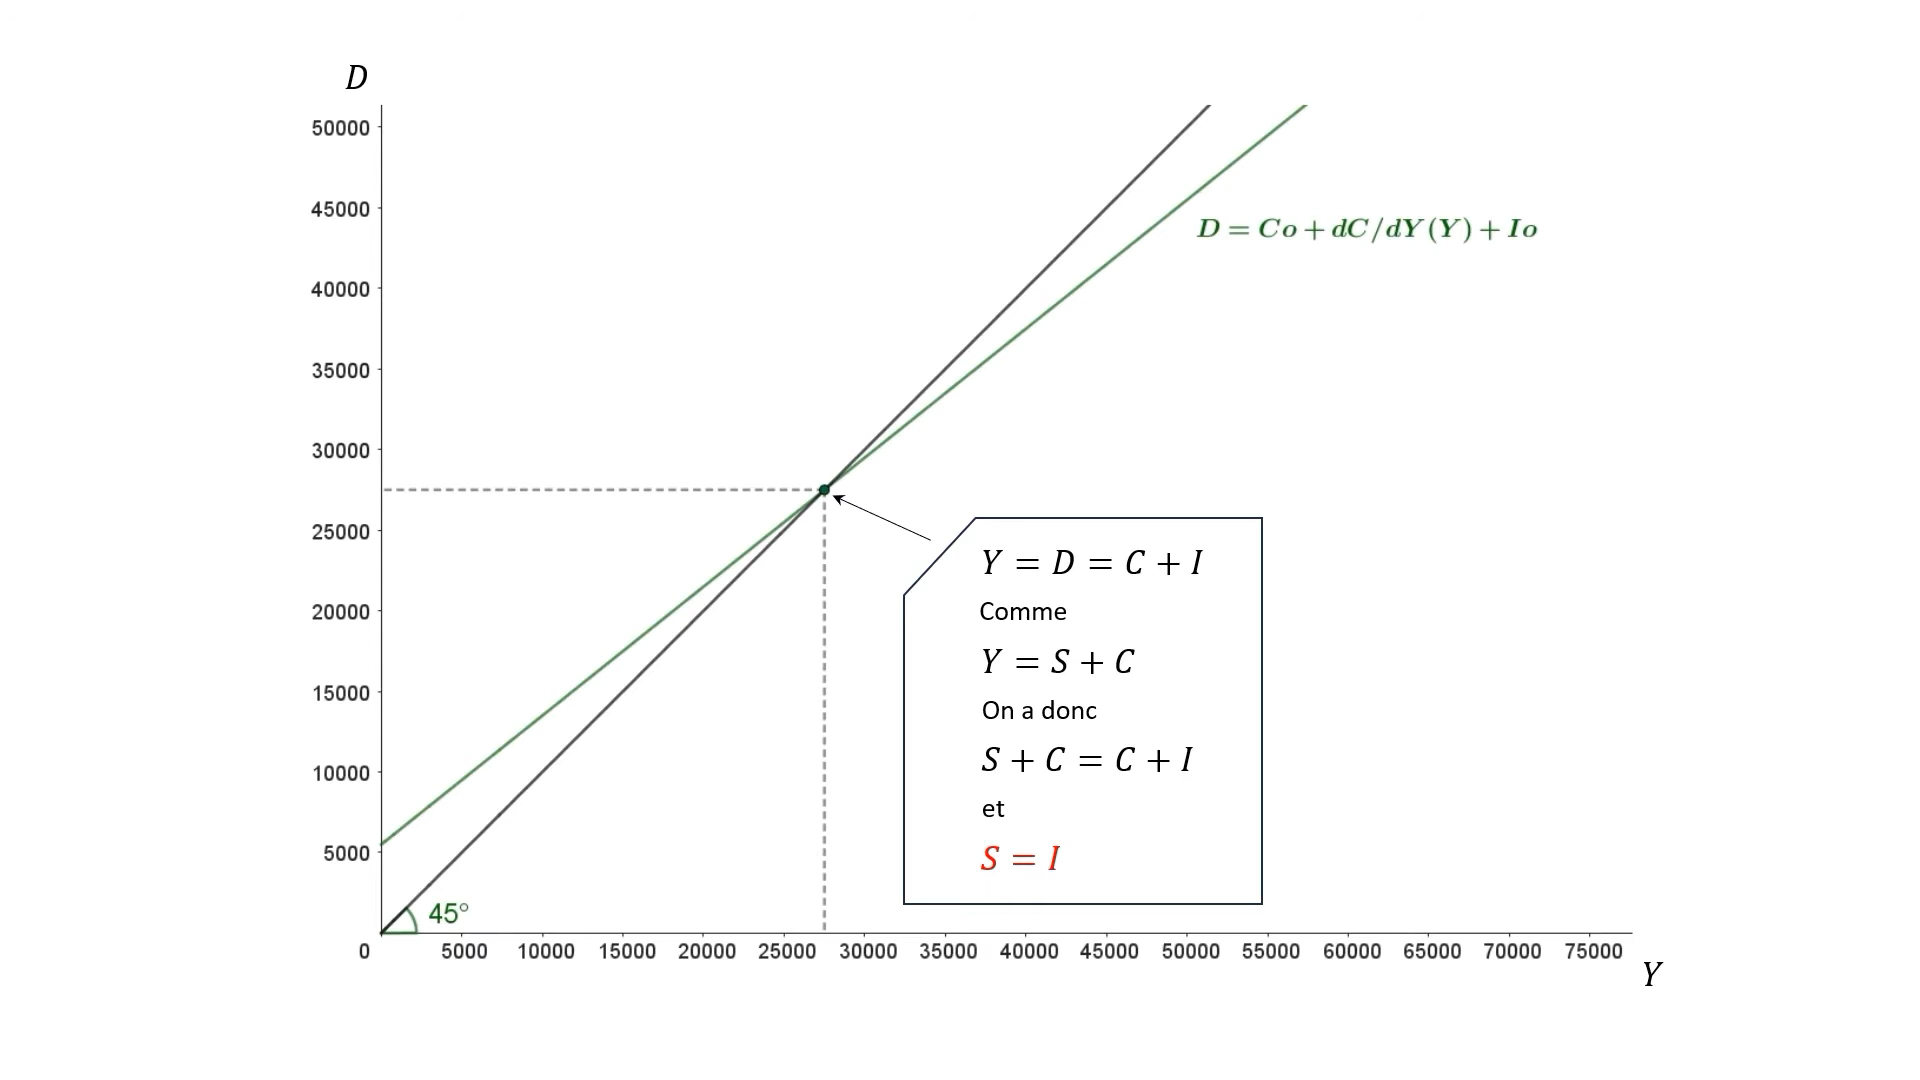 D
50000
45000
40000
35000
30000
25000
20000
15000
10000
5000
D = Co + dC/dY(Y) + Io
Y = D = C + I
Comme
Y = S + C
On a donc
S + C = C + I
et
S = I
45°
0 5000 10000 15000 20000 25000 30000 35000 40000 45000 50000 55000 60000 65000 70000 75000
Y